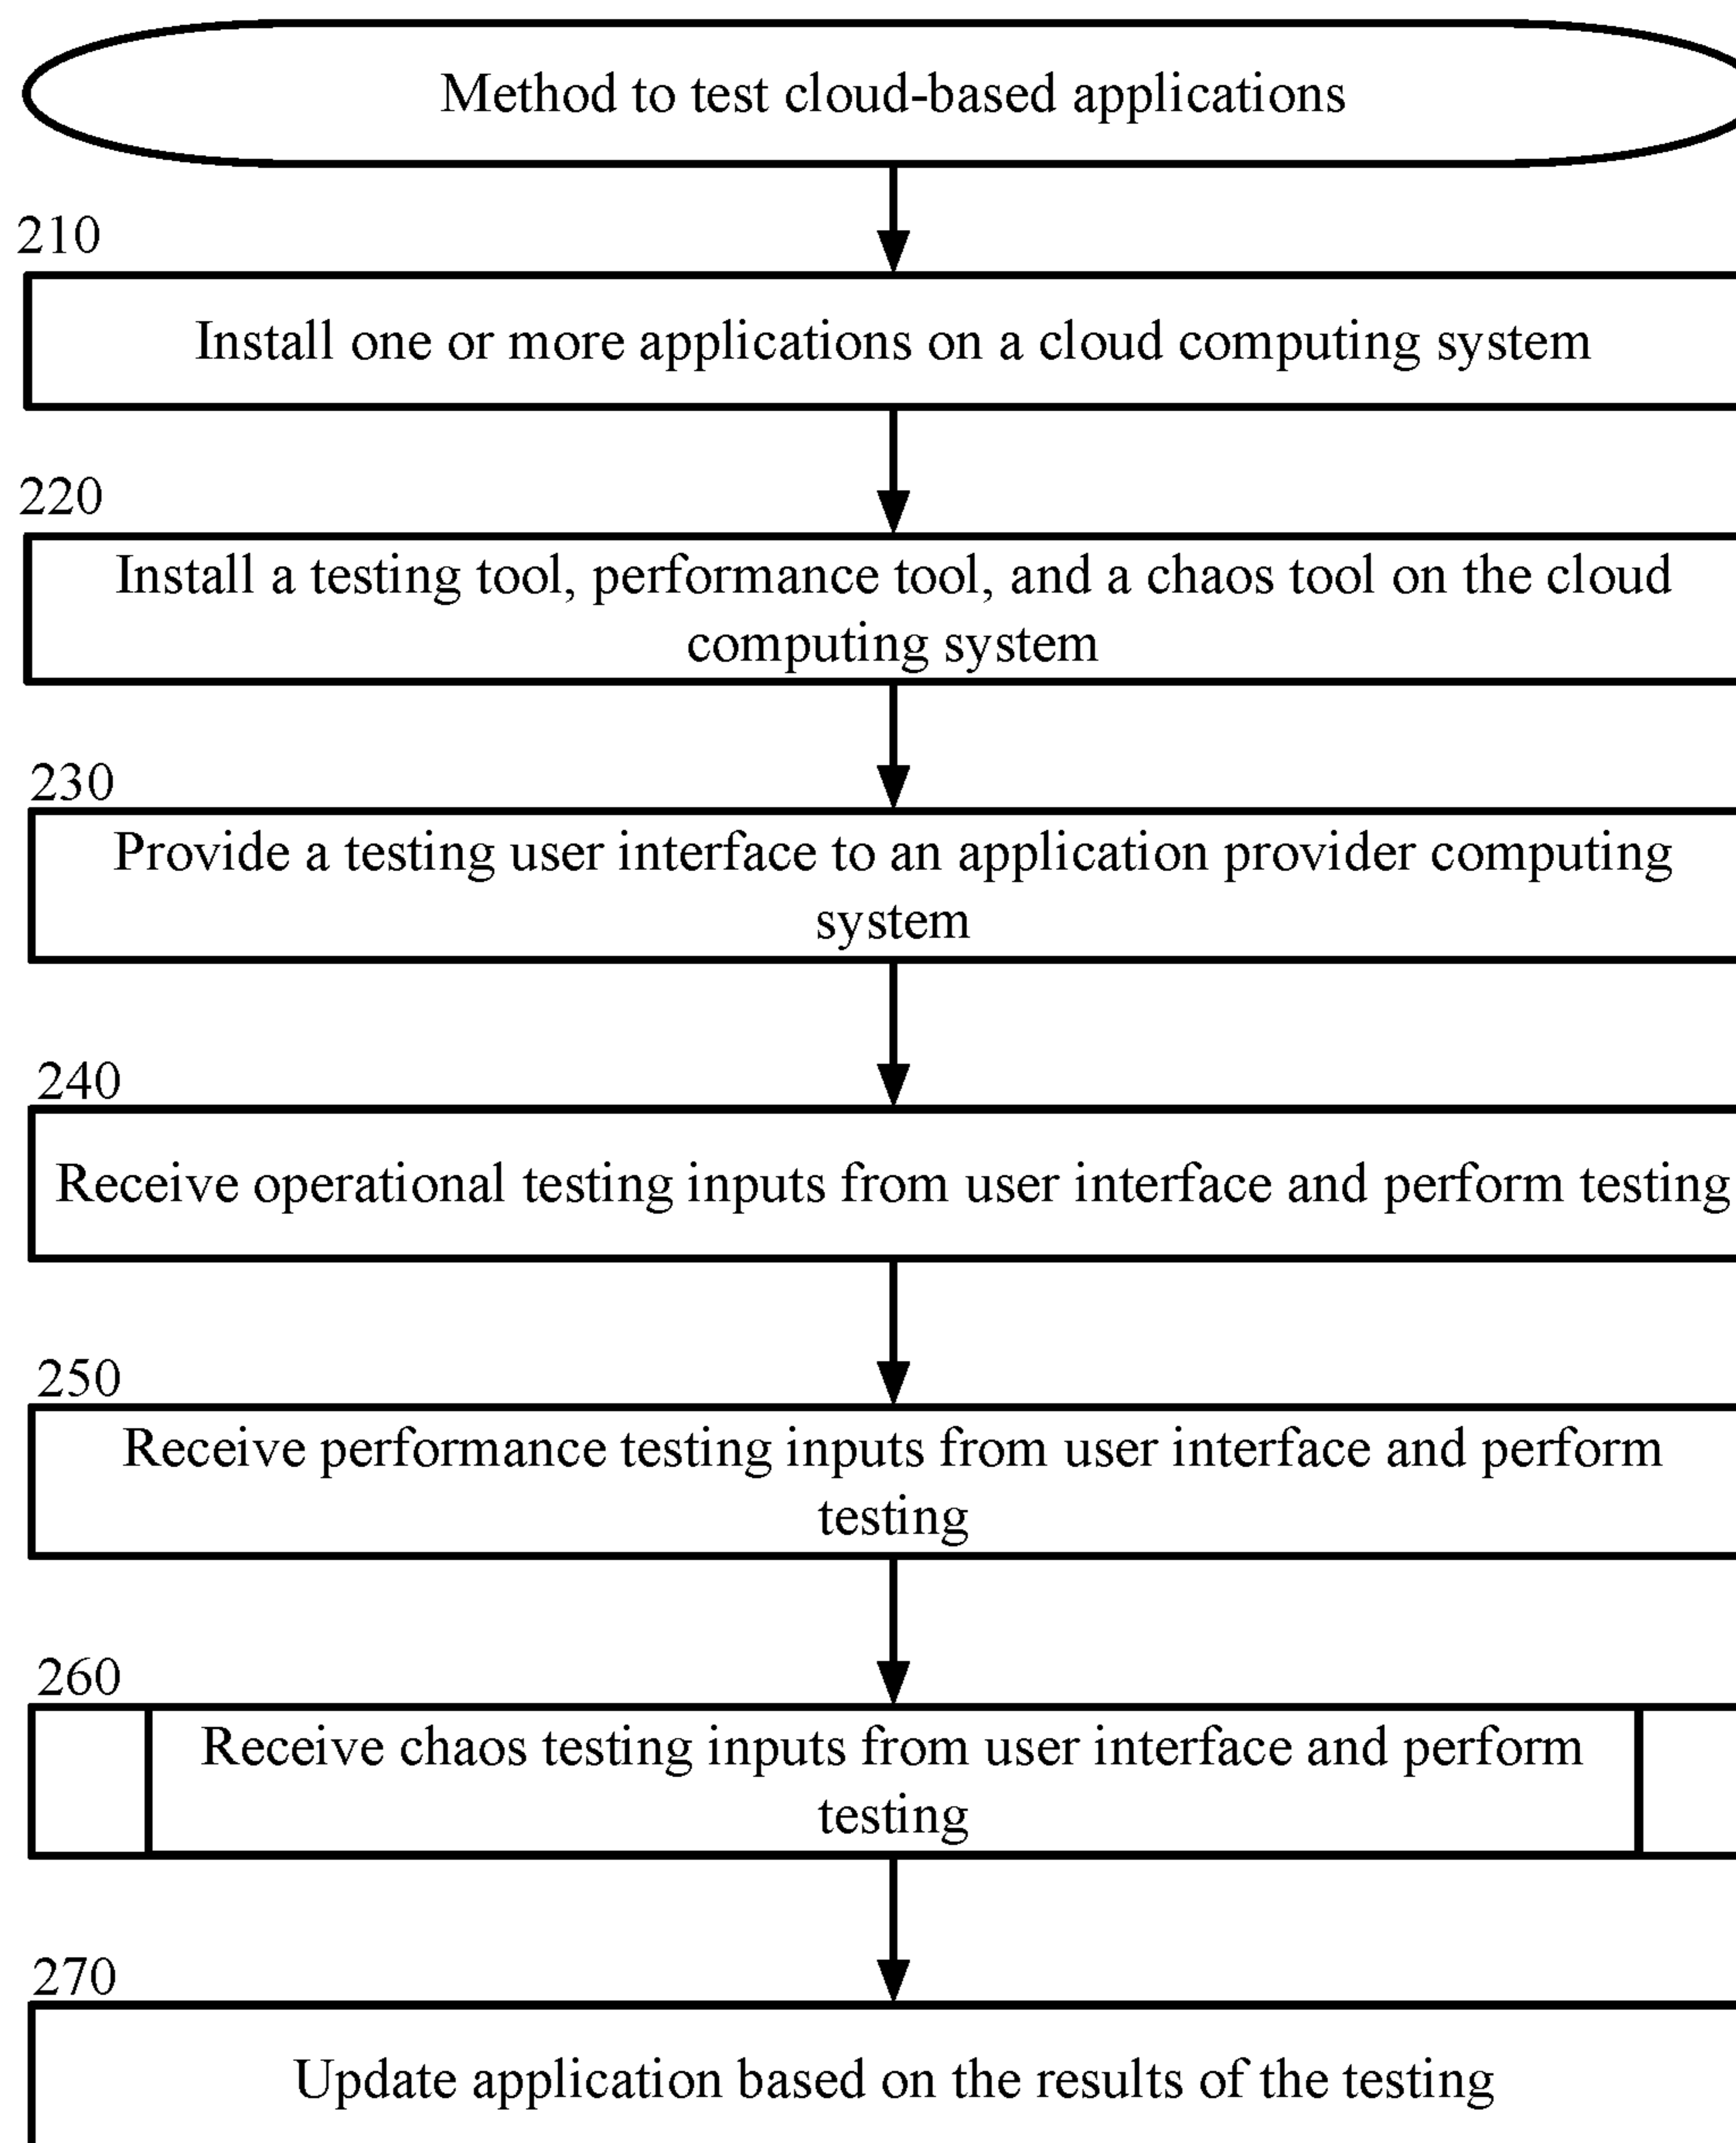 Method to test cloud-based applications
210
Install one or more applications on a cloud computing system
220
Install a testing tool, performance tool, and a chaos tool on the cloud
computing system
230
Provide a testing user interface to an application provider computing
system
240
Receive operational testing inputs from user interface and perform testing
250
Receive performance testing inputs from user interface and perform
testing
260
Receive chaos testing inputs from user interface and perform
testing
270
Update application based on the results of the testing